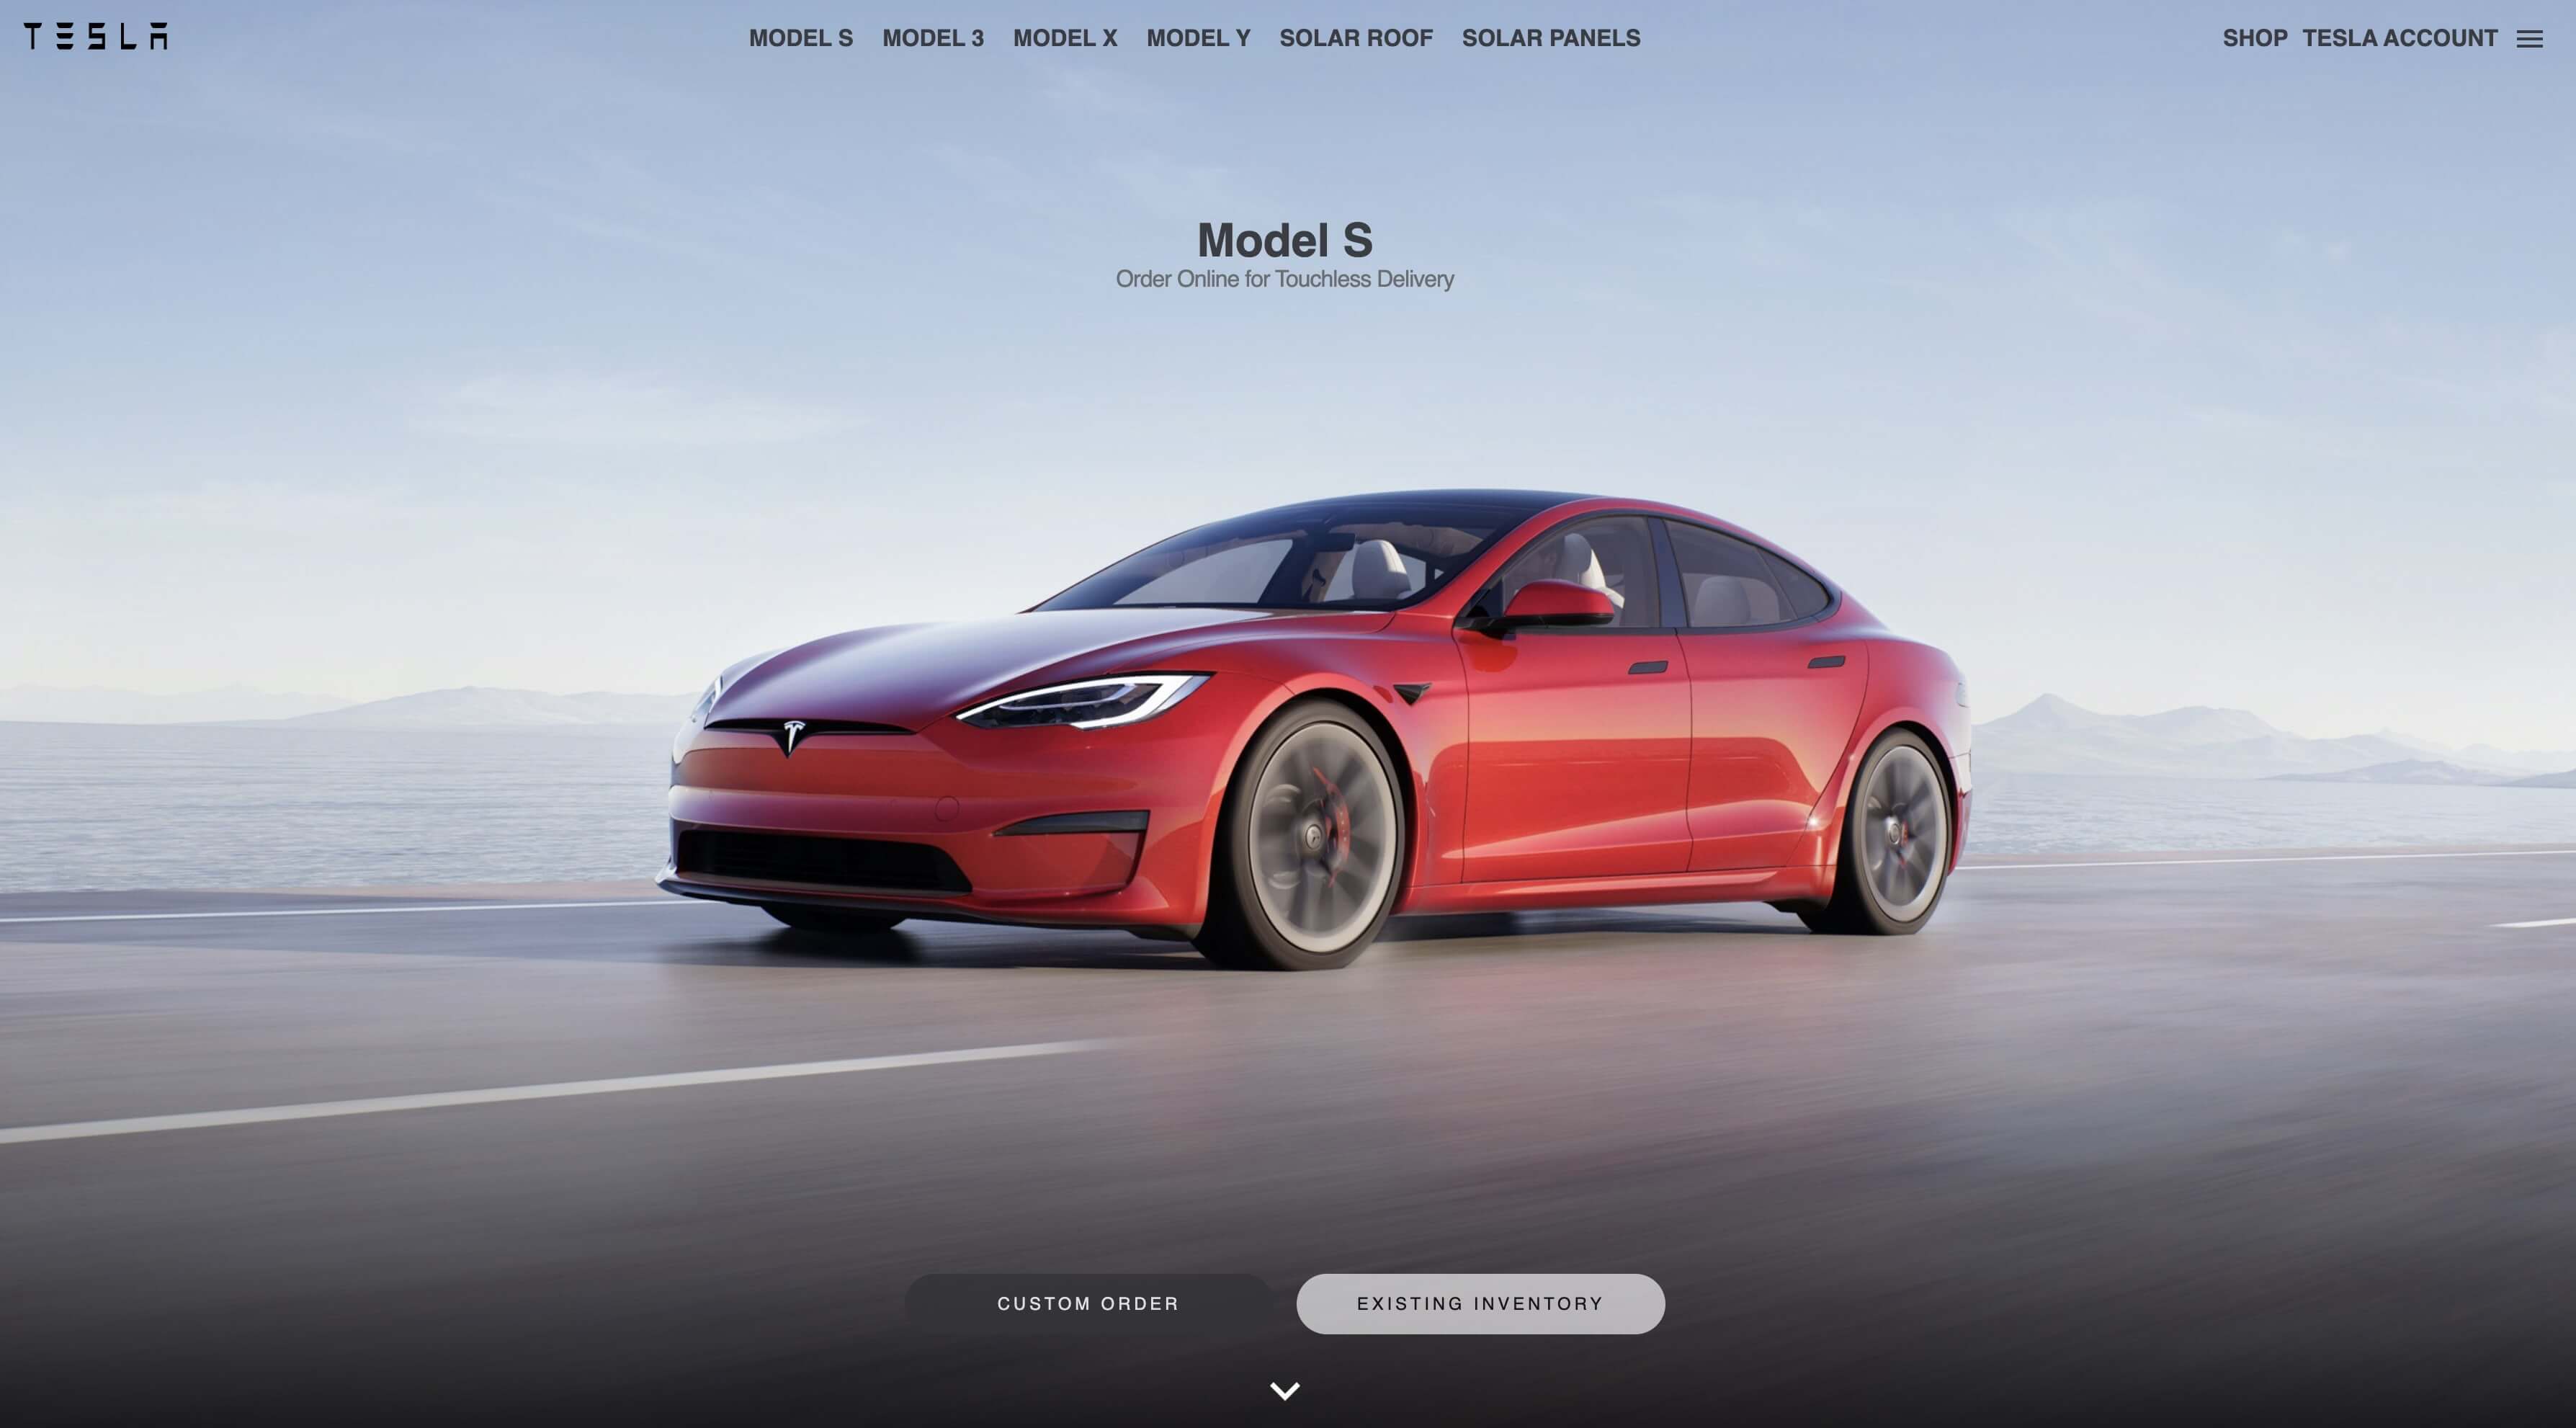 TESLA
MODEL S MODEL 3 MODEL X MODEL Y SOLAR ROOF SOLAR PANELS
SHOP TESLA ACCOUNT
Model S
Order Online for Touchless Delivery
CUSTOM ORDER
EXISTING INVENTORY